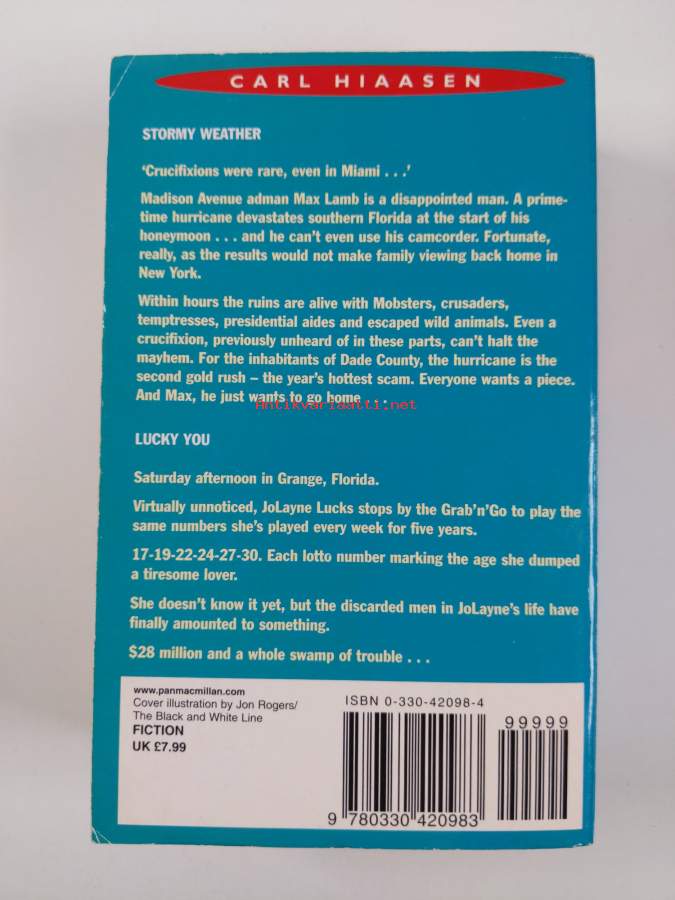 CARL HIAASEN
STORMY WEATHER
‘Crucifixions were rare, even in Miami . . .’
Madison Avenue adman Max Lamb is a disappointed man. A prime-
time hurricane devastates southern Florida at the start of his
honeymoon . . . and he can’t even use his camcorder. Fortunate,
really, as the results would not make family viewing back home in
New York.
Within hours the ruins are alive with Mobsters, crusaders,
temptresses, presidential aides and escaped wild animals. Even a
crucifixion, previously unheard of in these parts, can’t halt the
mayhem. For the inhabitants of Dade County, the hurricane is the
second gold rush – the year’s hottest scam. Everyone wants a piece.
And Max, he just wants to go home . . .
Antikvariaatti.net
LUCKY YOU
Saturday afternoon in Grange, Florida.
Virtually unnoticed, JoLayne Lucks stops by the Grab’n’Go to play the
same numbers she’s played every week for five years.
17-19-22-24-27-30. Each lotto number marking the age she dumped
a tiresome lover.
She doesn’t know it yet, but the discarded men in JoLayne’s life have
finally amounted to something.
$28 million and a whole swamp of trouble . . .
www.panmacmillan.com
Cover illustration by Jon Rogers/
The Black and White Line
FICTION
UK £7.99
ISBN 0-330-42098-4
99999
9 780330 420983